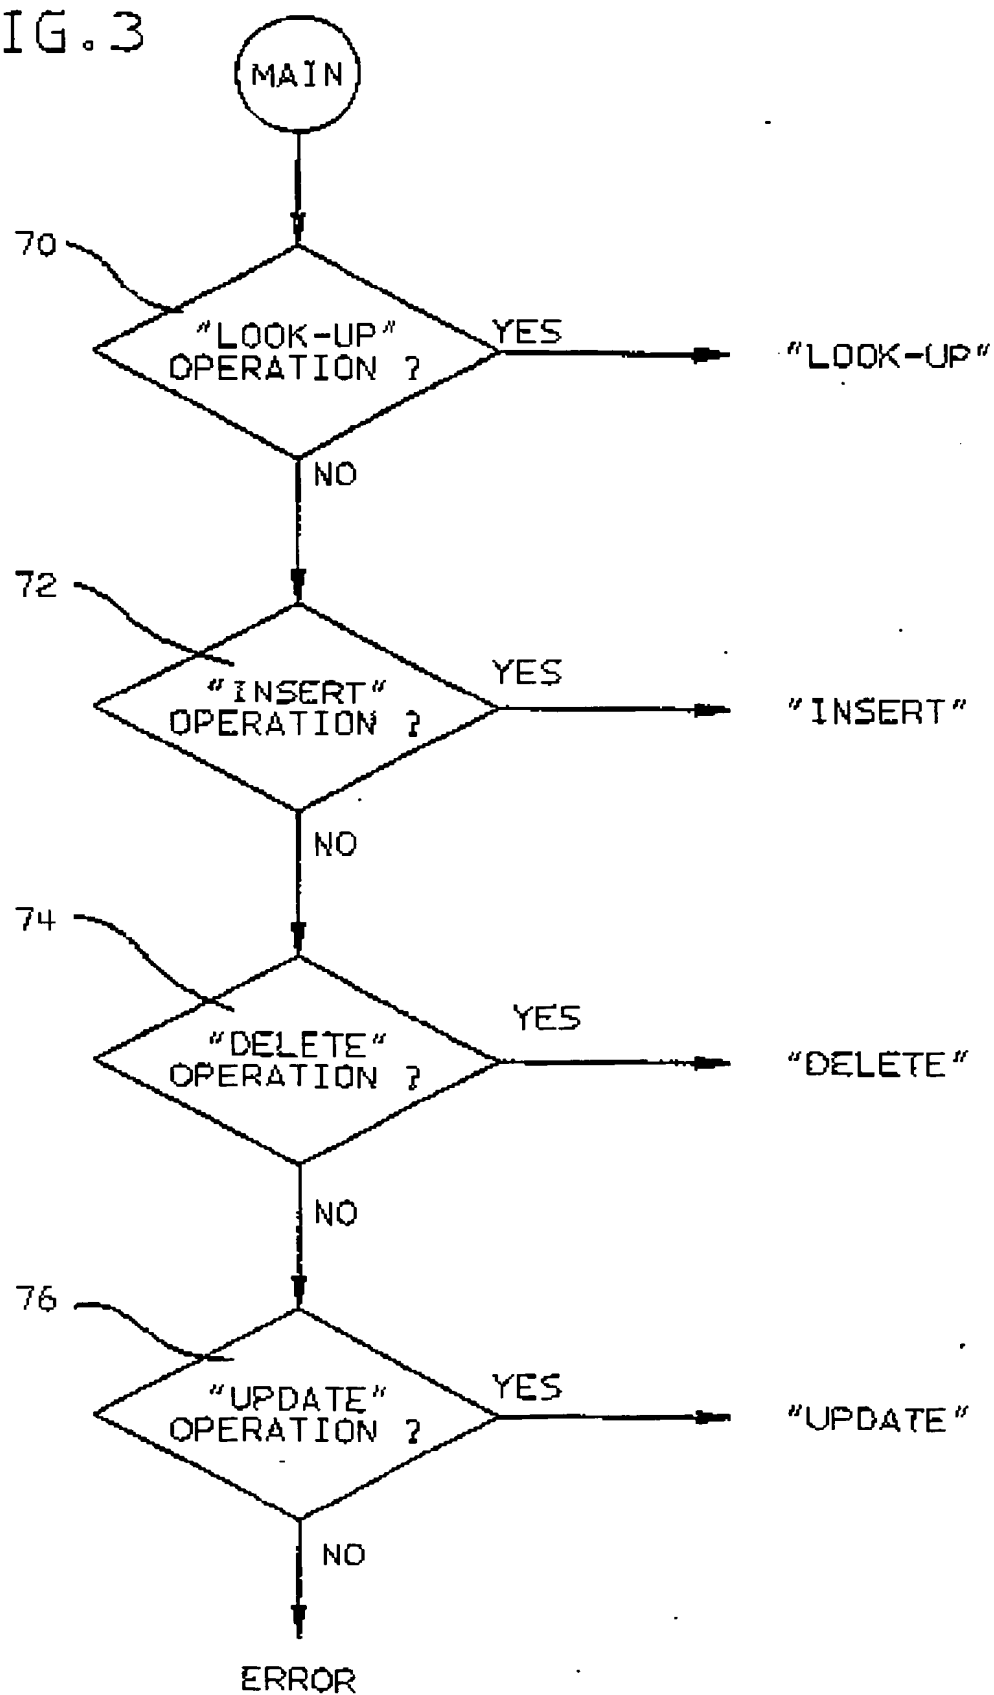 IG.3
MAIN
70
"LOOK-UP"
OPERATION ?
YES
"LOOK-UP"
NO
72
"INSERT"
OPERATION ?
YES
"INSERT"
NO
74
"DELETE"
OPERATION ?
YES
"DELETE"
NO
76
"UPDATE"
OPERATION ?
YES
"UPDATE"
NO
ERROR